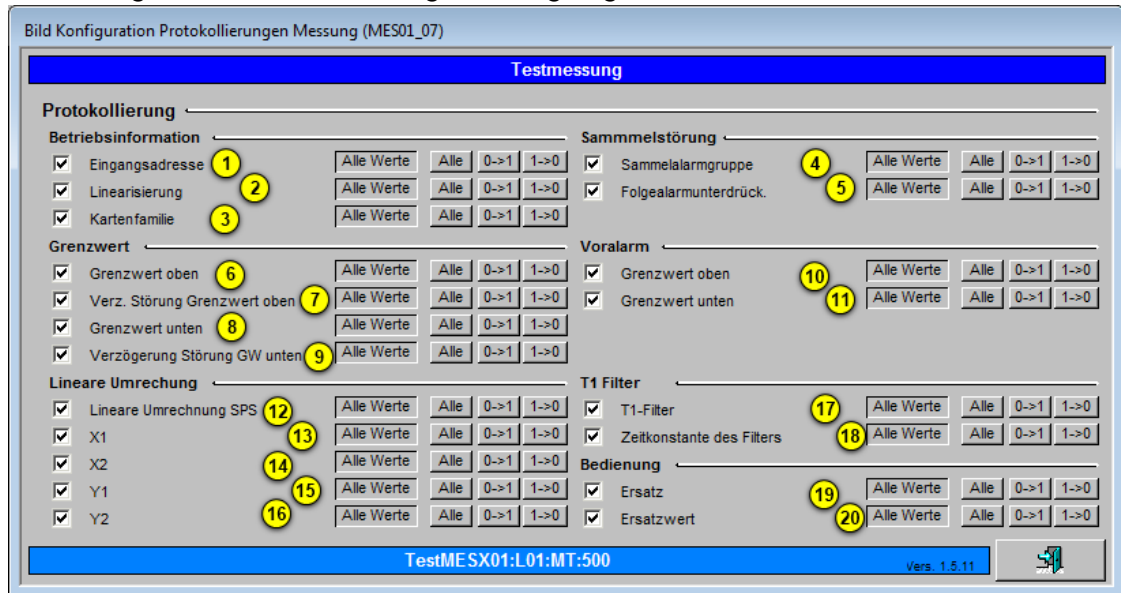 Bild Konfiguration Protokollierungen Messung (MES01_07)
Testmessung
Protokollierung
Betriebsinformation
Eingangsadresse 1 Alle Werte Alle 0->1 1->0
Linearisierung 2 Alle Werte Alle 0->1 1->0
Kartenfamilie 3 Alle Werte Alle 0->1 1->0
Sammmelstörung
Sammelalarmgruppe 4 Alle Werte Alle 0->1 1->0
Folgealarmunterdrück. 5 Alle Werte Alle 0->1 1->0
Grenzwert
Grenzwert oben 6 Alle Werte Alle 0->1 1->0
Verz. Störung Grenzwert oben 7 Alle Werte Alle 0->1 1->0
Grenzwert unten 8 Alle Werte Alle 0->1 1->0
Verzögerung Störung GW unten 9 Alle Werte Alle 0->1 1->0
Voralarm
Grenzwert oben 10 Alle Werte Alle 0->1 1->0
Grenzwert unten 11 Alle Werte Alle 0->1 1->0
Lineare Umrechung
Lineare Umrechnung SPS 12 Alle Werte Alle 0->1 1->0
X1 13 Alle Werte Alle 0->1 1->0
X2 14 Alle Werte Alle 0->1 1->0
Y1 15 Alle Werte Alle 0->1 1->0
Y2 16 Alle Werte Alle 0->1 1->0
T1 Filter
T1-Filter 17 Alle Werte Alle 0->1 1->0
Zeitkonstante des Filters 18 Alle Werte Alle 0->1 1->0
Bedienung
Ersatz 19 Alle Werte Alle 0->1 1->0
Ersatzwert 20 Alle Werte Alle 0->1 1->0
TestMESX01:L01:MT:500
Vers. 1.5.11